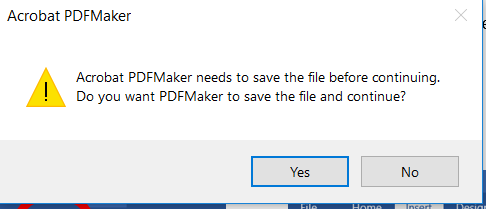 Acrobat PDFMaker
Acrobat PDFMaker needs to save the file before continuing.
Do you want PDFMaker to save the file and continue?
Yes
No
File Home Insert